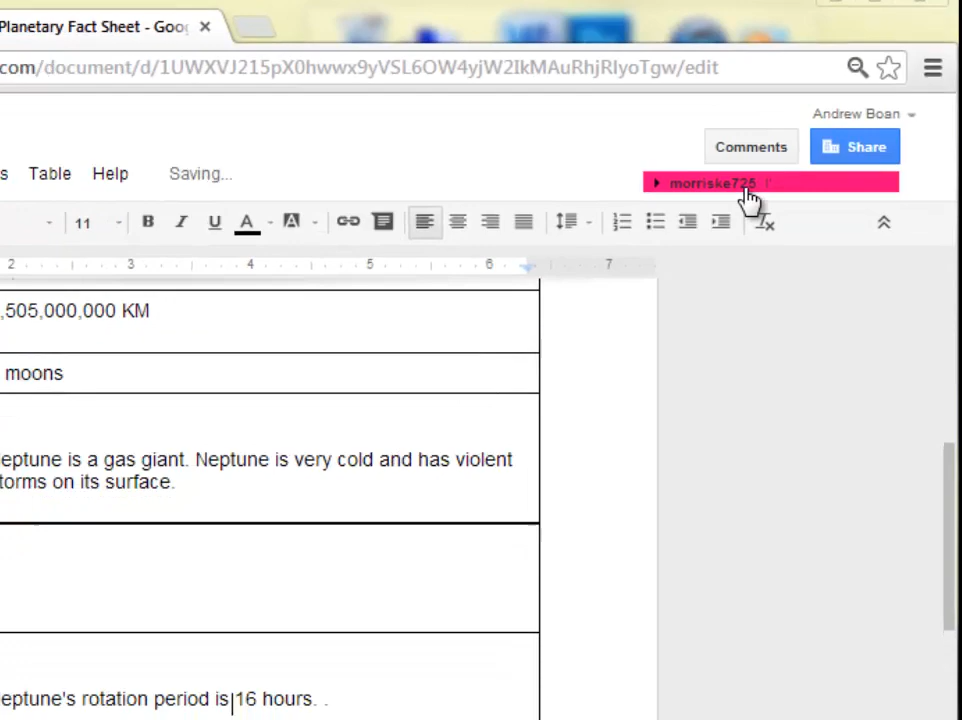 Planetary Fact Sheet - Goo
com/document/d/1UWXVJ215pX0hwwx9yVSL6OW4yjW2IkMAuRhjRIyoTgw/edit
Andrew Boan
Comments
Share
s Table Help Saving...
morriske725
11 B I U A A
2 3 4 5 6 7
,505,000,000 KM
moons
eptune is a gas giant. Neptune is very cold and has violent
torms on its surface.
eptune's rotation period is 16 hours. .